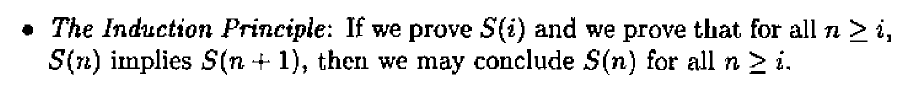 • The Induction Principle: If we prove S(i) and we prove that for all n ≥ i,
S(n) implies S(n + 1), then we may conclude S(n) for all n ≥ i.